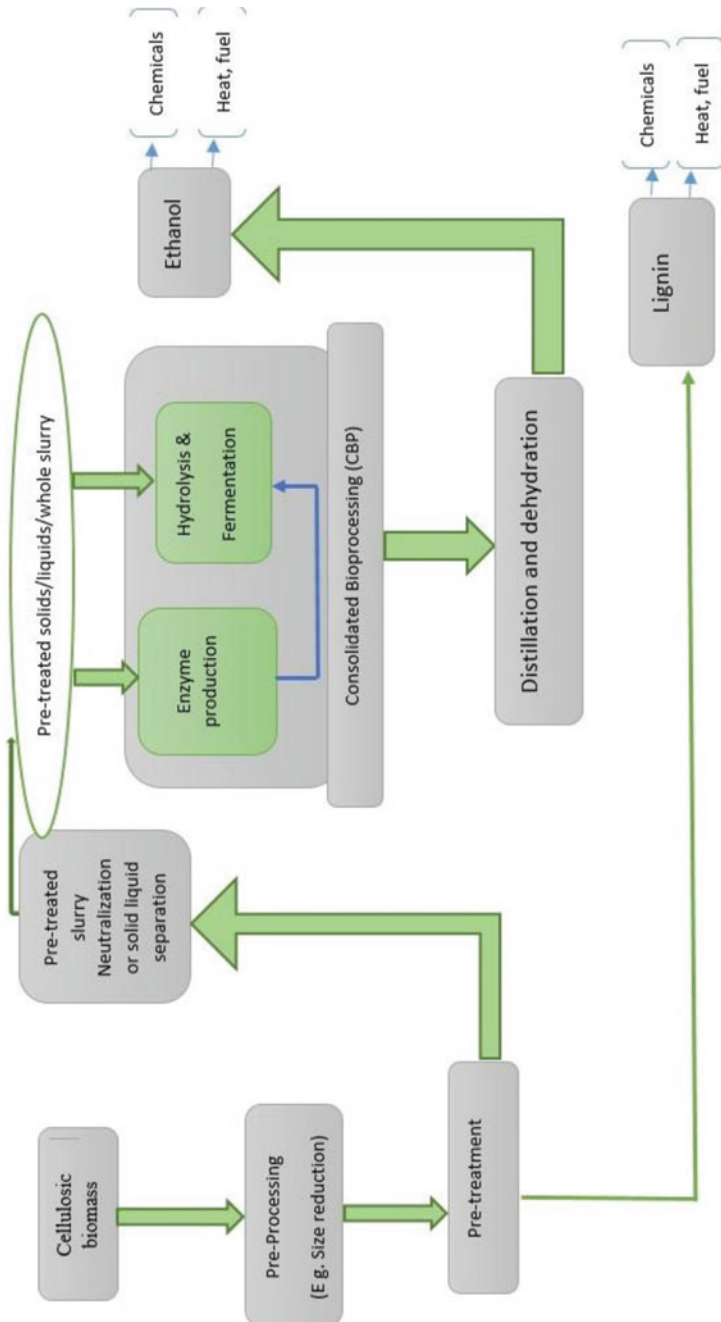 Cellulosic
biomass
Pre-Processing
(E g. Size reduction)
Pre-treatment
Pre-treated
slurry
Neutralization
or solid liquid
separation
Pre-treated solids/liquids/whole slurry
Enzyme
production
Hydrolysis &
Fermentation
Consolidated Bioprocessing (CBP)
Distillation and dehydration
Ethanol
Chemicals
Heat, fuel
Lignin
Chemicals
Heat, fuel